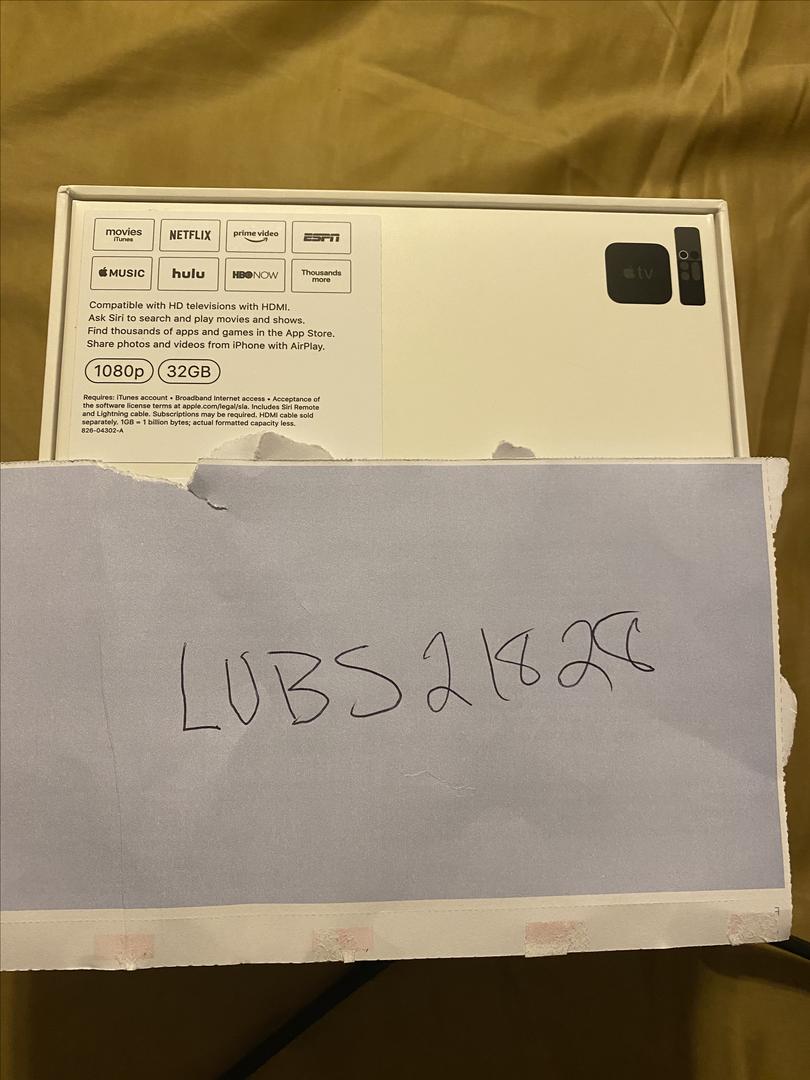 movies
iTunes
NETFLIX
prime video
ESPN
MUSIC
hulu
HBO NOW
Thousands
more
Compatible with HD televisions with HDMI.
Ask Siri to search and play movies and shows.
Find thousands of apps and games in the App Store.
Share photos and videos from iPhone with AirPlay.
1080p
32GB
Requires: iTunes account • Broadband Internet access • Acceptance of
the software license terms at apple.com/legal/sla. Includes Siri Remote
and Lightning cable. Subscriptions may be required. HDMI cable sold
separately. 1GB = 1 billion bytes; actual formatted capacity less.
826-04302-A
tv
LUBS21828